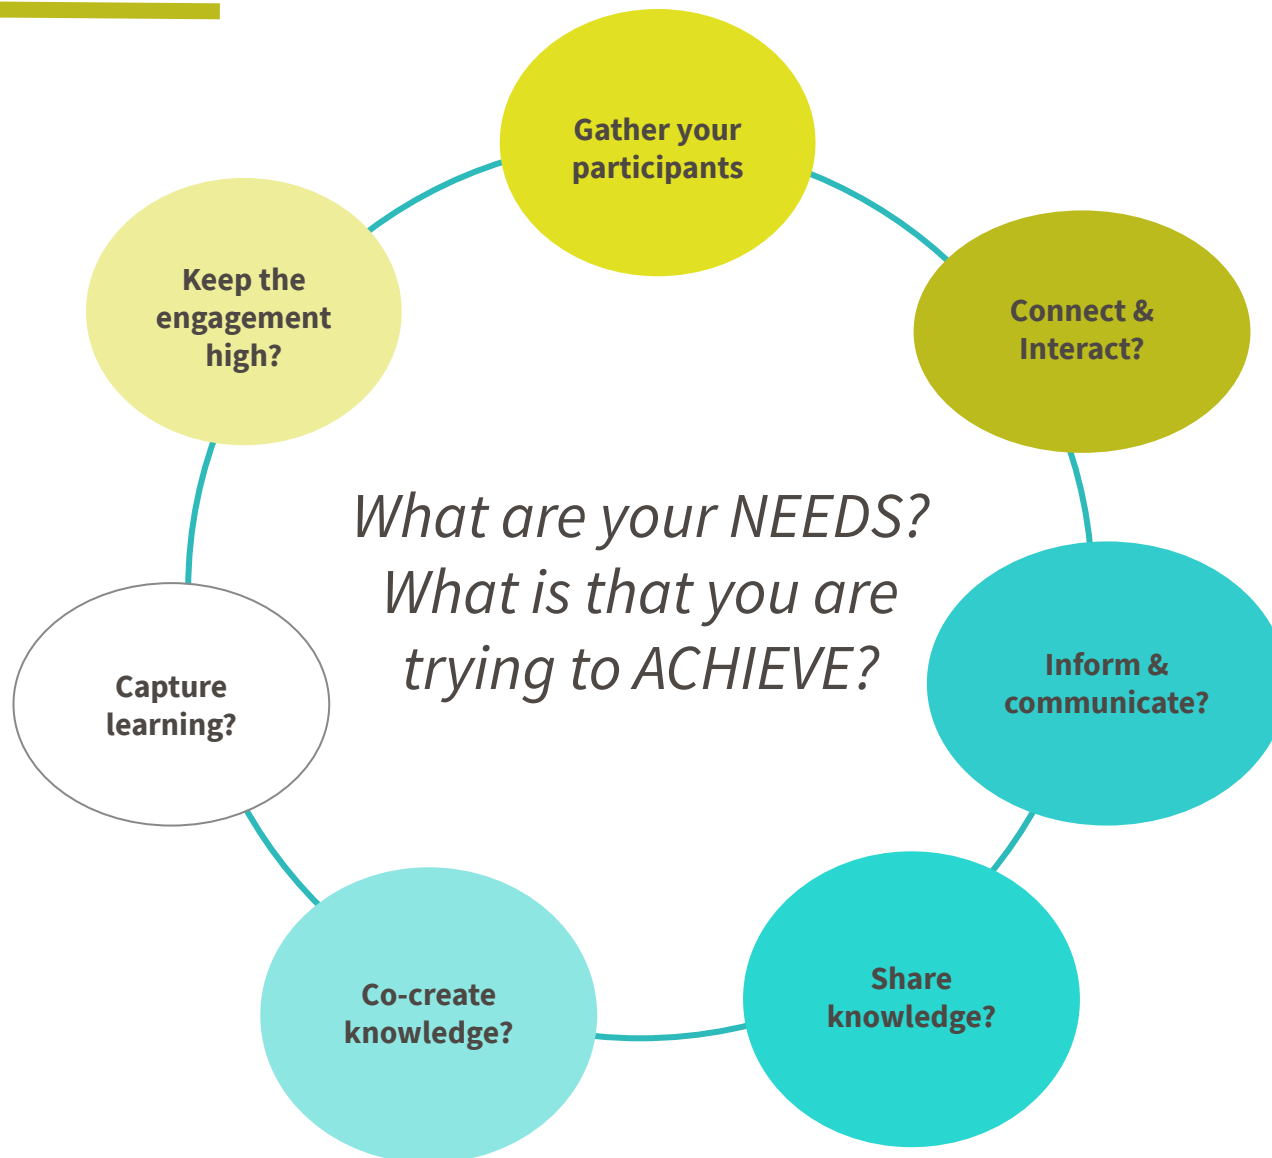 Gather your
participants
Connect &
Interact?
Inform &
communicate?
Share
knowledge?
Co-create
knowledge?
Capture
learning?
Keep the
engagement
high?
What are your NEEDS?
What is that you are
trying to ACHIEVE?